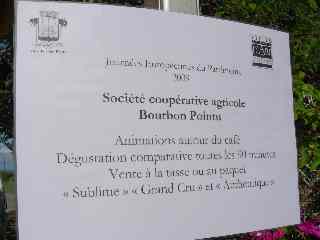 Journées Européennes du Patrimoine
2008
Société coopérative agricole
Bourbon Pointu
Animations autour du café
Dégustation comparative toutes les 30 minutes
Vente à la tasse ou au paquet
« Sublime » « Grand Cru » et « Authentique »